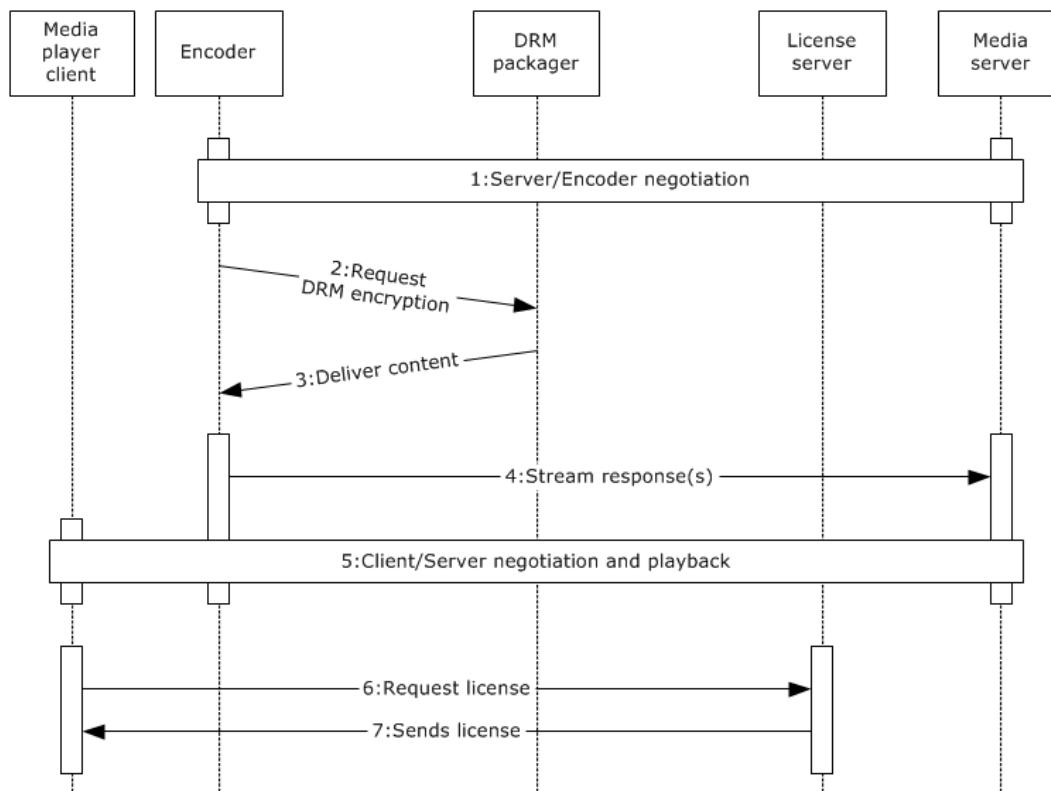 Media
player
client
Encoder
DRM
packager
License
server
Media
server
1:Server/Encoder negotiation
2:Request
DRM encryption
3:Deliver content
4:Stream response(s)
5:Client/Server negotiation and playback
6:Request license
7:Sends license